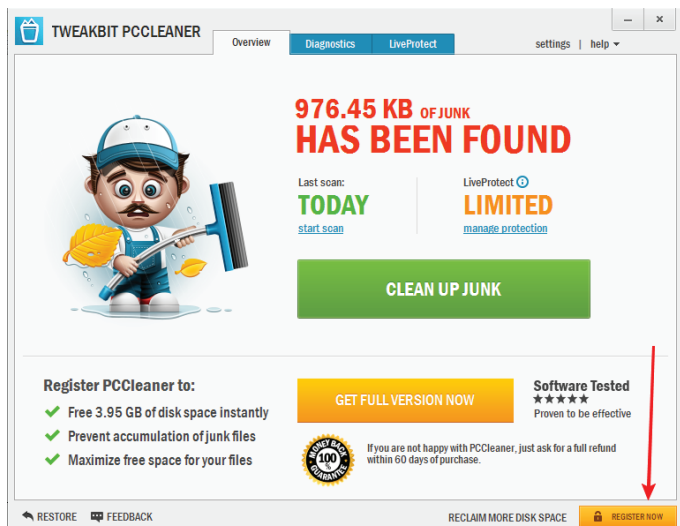 TWEAKBIT PCCLEANER
Overview
Diagnostics
LiveProtect
settings | help
976.45 KB OF JUNK
HAS BEEN FOUND
Last scan:
TODAY
start scan
LiveProtect
LIMITED
manage protection
CLEAN UP JUNK
Register PCCleaner to:
Free 3.95 GB of disk space instantly
Prevent accumulation of junk files
Maximize free space for your files
GET FULL VERSION NOW
Software Tested
★★★★★
Proven to be effective
MONEY BACK
100%
GUARANTEE
If you are not happy with PCCleaner, just ask for a full refund
within 60 days of purchase.
RESTORE
FEEDBACK
RECLAIM MORE DISK SPACE
REGISTER NOW